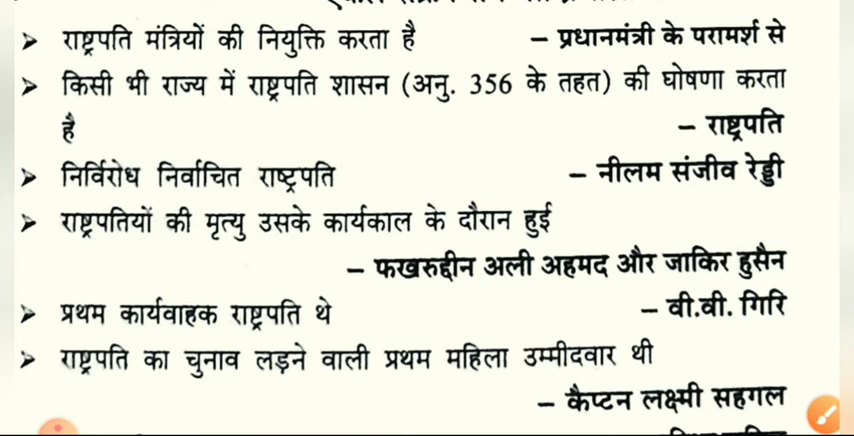 ➢ राष्ट्रपति मंत्रियों की नियुक्ति करता है – प्रधानमंत्री के परामर्श से
➢ किसी भी राज्य में राष्ट्रपति शासन (अनु. 356 के तहत) की घोषणा करता
है – राष्ट्रपति
➢ निर्विरोध निर्वाचित राष्ट्रपति – नीलम संजीव रेड्डी
➢ राष्ट्रपतियों की मृत्यु उसके कार्यकाल के दौरान हुई
– फखरुद्दीन अली अहमद और जाकिर हुसैन
➢ प्रथम कार्यवाहक राष्ट्रपति थे – वी.वी. गिरि
➢ राष्ट्रपति का चुनाव लड़ने वाली प्रथम महिला उम्मीदवार थी
– कैप्टन लक्ष्मी सहगल